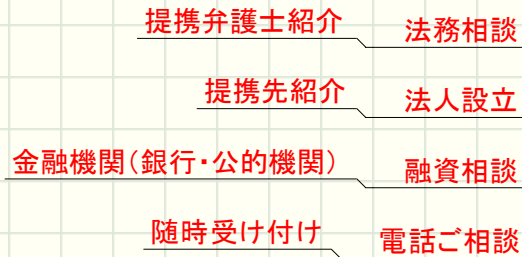 提携弁護士紹介 法務相談
提携先紹介 法人設立
金融機関（銀行・公的機関） 融資相談
随時受け付け 電話ご相談